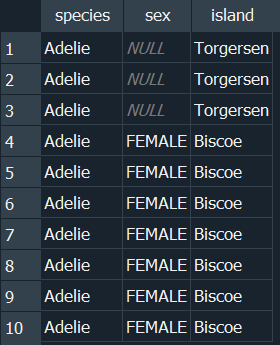 species sex island
1 Adelie NULL Torgersen
2 Adelie NULL Torgersen
3 Adelie NULL Torgersen
4 Adelie FEMALE Biscoe
5 Adelie FEMALE Biscoe
6 Adelie FEMALE Biscoe
7 Adelie FEMALE Biscoe
8 Adelie FEMALE Biscoe
9 Adelie FEMALE Biscoe
10 Adelie FEMALE Biscoe